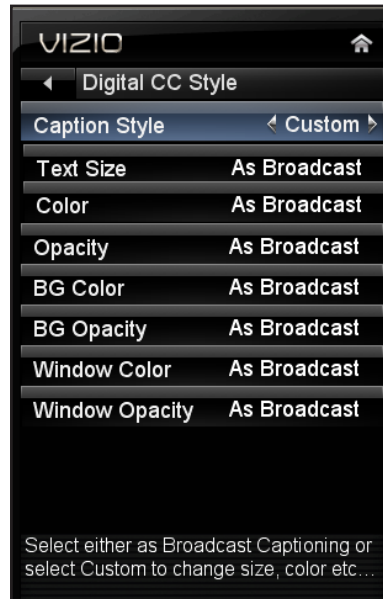 VIZIO
Digital CC Style
Caption Style Custom
Text Size As Broadcast
Color As Broadcast
Opacity As Broadcast
BG Color As Broadcast
BG Opacity As Broadcast
Window Color As Broadcast
Window Opacity As Broadcast
Select either as Broadcast Captioning or
select Custom to change size, color etc...